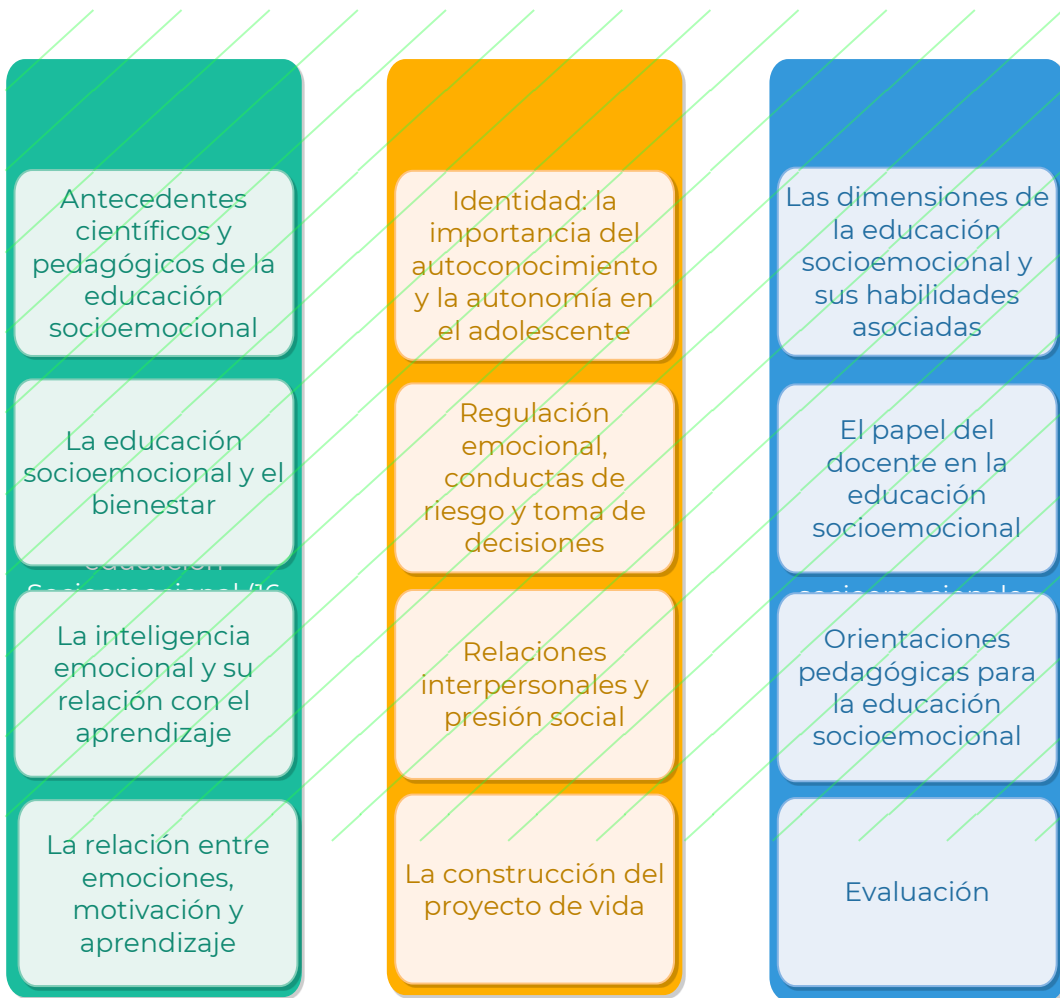 Antecedentes
científicos y
pedagógicos de la
educación
socioemocional
La educación
socioemocional y el
bienestar
educación
Socioemocional (16
La inteligencia
emocional y su
relación con el
aprendizaje
La relación entre
emociones,
motivación y
aprendizaje
Identidad: la
importancia del
autoconocimiento
y la autonomía en
el adolescente
Regulación
emocional,
conductas de
riesgo y toma de
decisiones
Relaciones
interpersonales y
presión social
La construcción del
proyecto de vida
Las dimensiones de
la educación
socioemocional y
sus habilidades
asociadas
El papel del
docente en la
educación
socioemocional
socioemocionales
Orientaciones
pedagógicas para
la educación
socioemocional
Evaluación